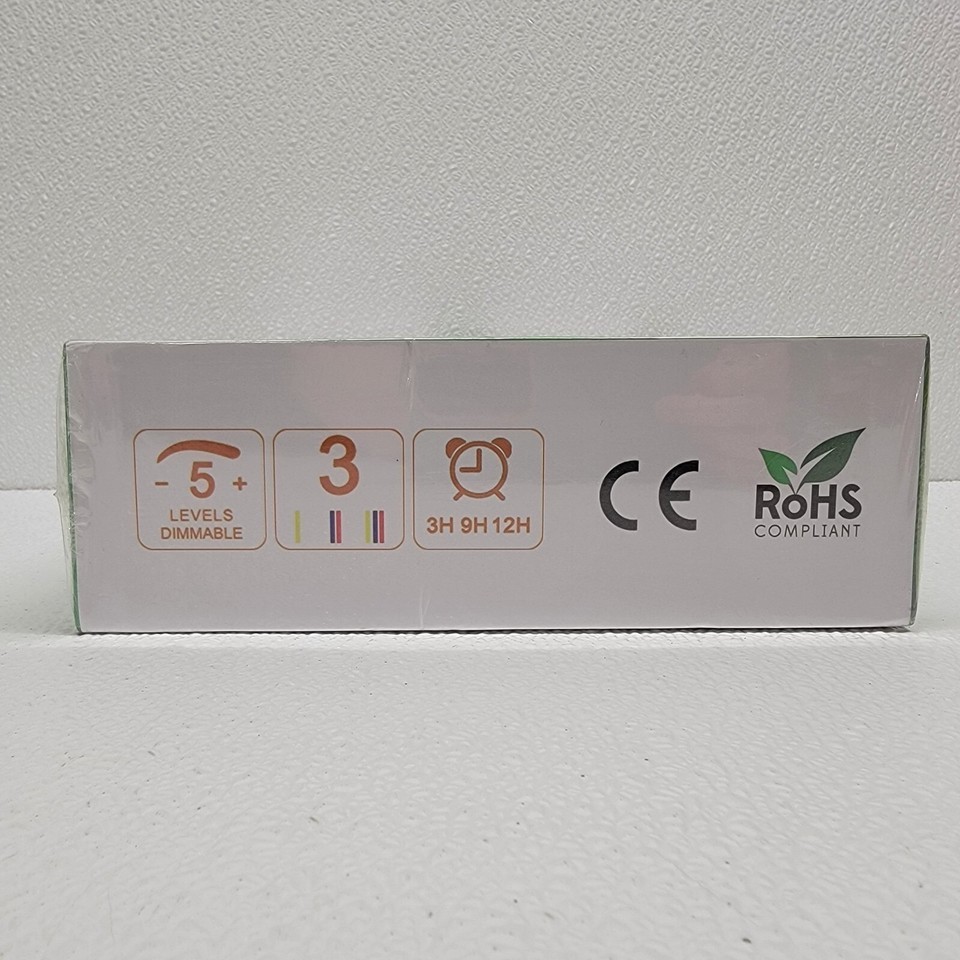 - 5 +
LEVELS
DIMMABLE
3
3H 9H 12H
CE
RoHS
COMPLIANT